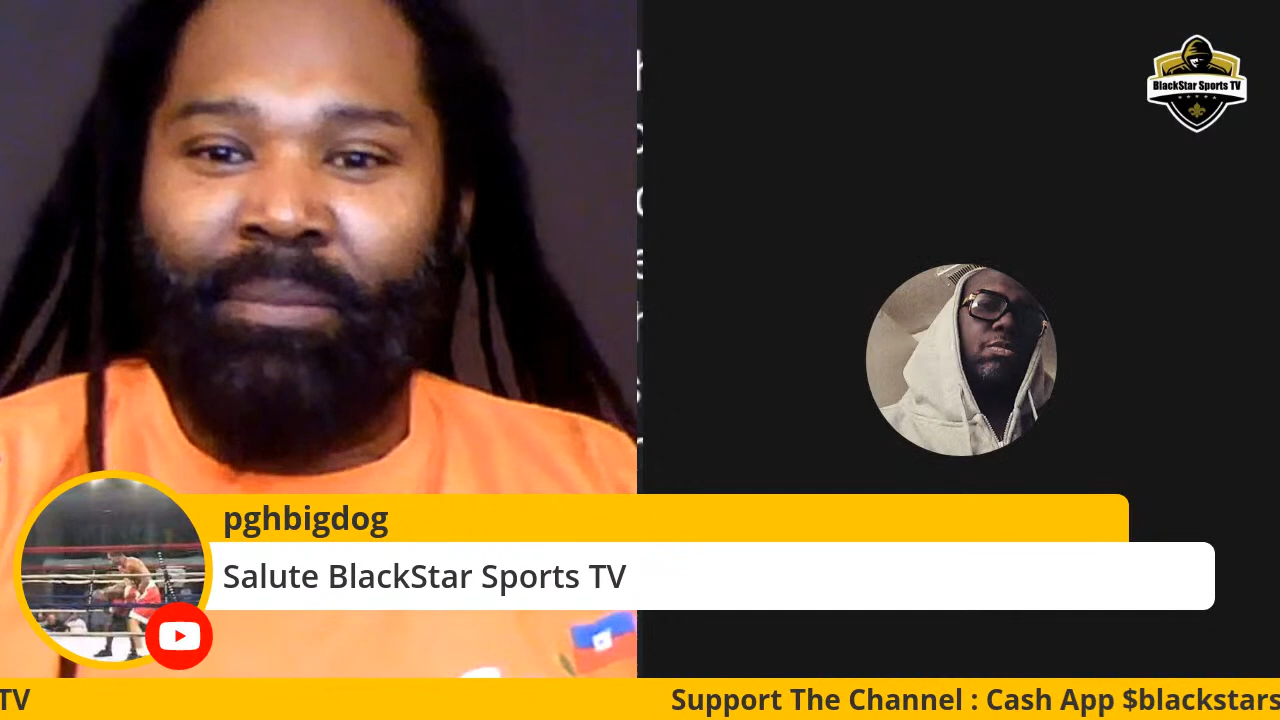 BlackStar Sports TV
pghbigdog
Salute BlackStar Sports TV
TV
Support The Channel : Cash App $blackstars